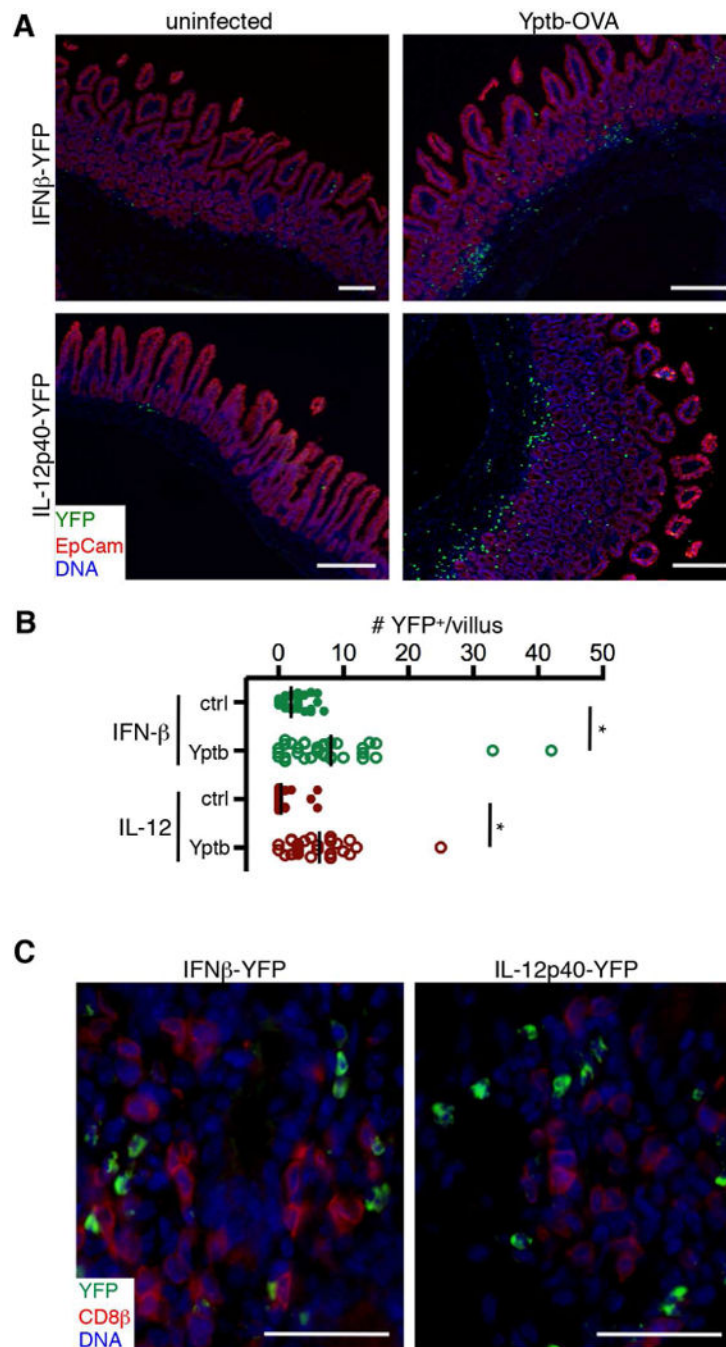 A
uninfected
Yptb-OVA
IFNβ-YFP
IL-12p40-YFP
YFP
EpCam
DNA
B
# YFP⁺/villus
0 10 20 30 40 50
IFN-β
ctrl
Yptb
*
IL-12
ctrl
Yptb
*
C
IFNβ-YFP
IL-12p40-YFP
YFP
CD8β
DNA